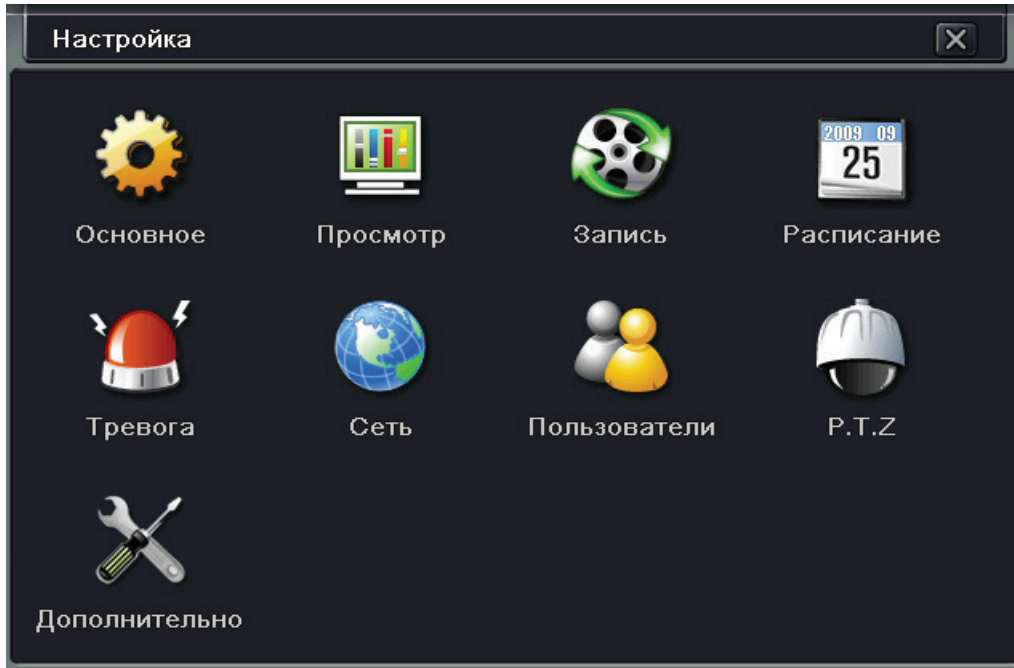 Настройка
2009 09
25
Основное
Просмотр
Запись
Расписание
Тревога
Сеть
Пользователи
P.T.Z
Дополнительно